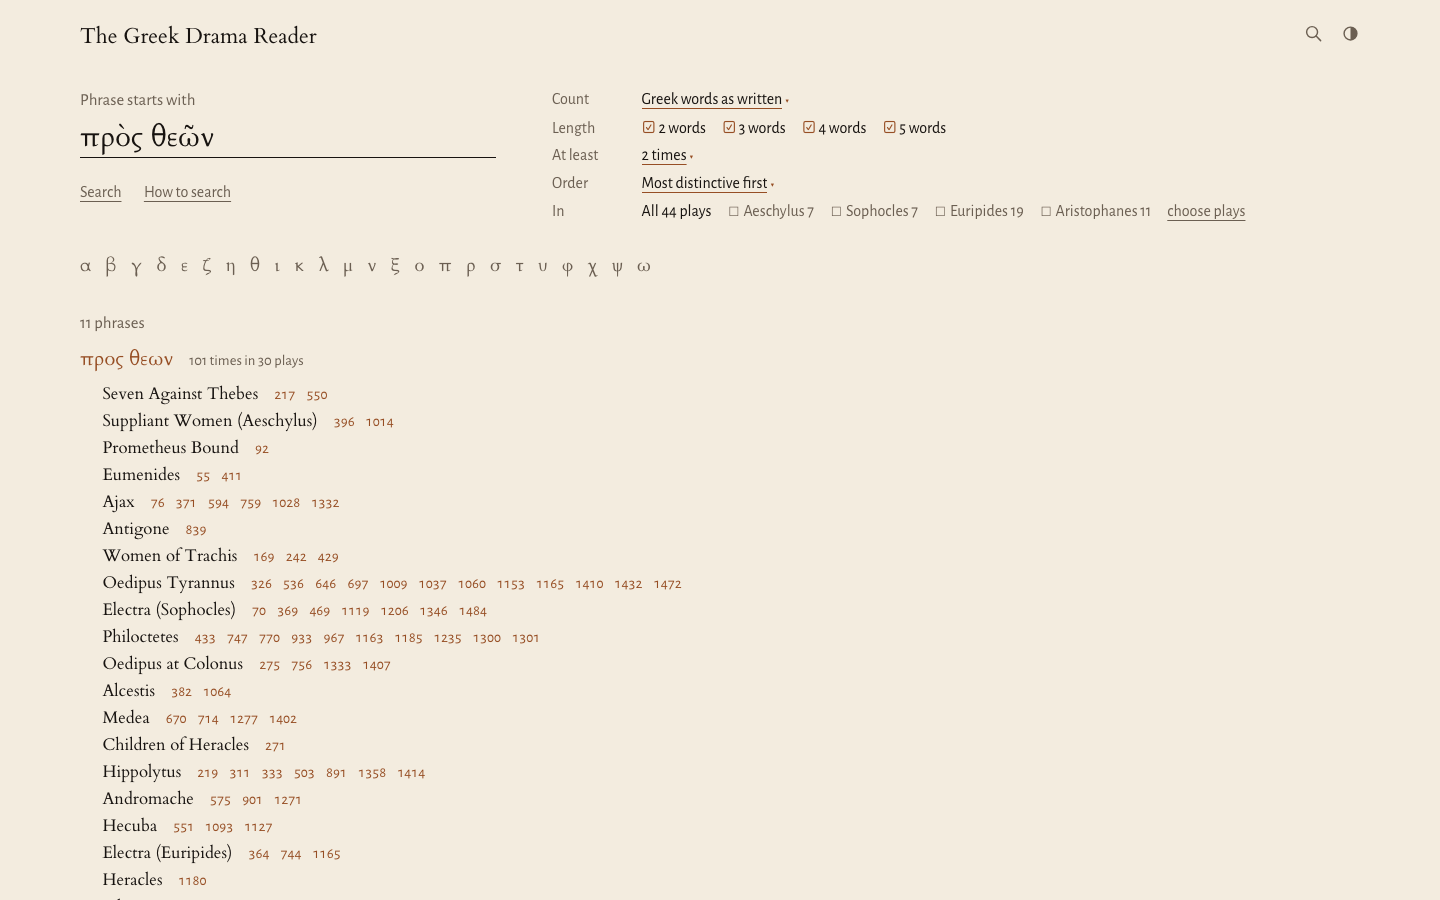 The Greek Drama Reader
Phrase starts with
πρὸς θεῶν
Search How to search
Count Greek words as written
Length 2 words 3 words 4 words 5 words
At least 2 times
Order Most distinctive first
In All 44 plays Aeschylus 7 Sophocles 7 Euripides 19 Aristophanes 11 choose plays
α β γ δ ε ζ η θ ι κ λ μ ν ξ ο π ρ σ τ υ φ χ ψ ω
11 phrases
προς θεων 101 times in 30 plays
Seven Against Thebes 217 550
Suppliant Women (Aeschylus) 396 1014
Prometheus Bound 92
Eumenides 55 411
Ajax 76 371 594 759 1028 1332
Antigone 839
Women of Trachis 169 242 429
Oedipus Tyrannus 326 536 646 697 1009 1037 1060 1153 1165 1410 1432 1472
Electra (Sophocles) 70 369 469 1119 1206 1346 1484
Philoctetes 433 747 770 933 967 1163 1185 1235 1300 1301
Oedipus at Colonus 275 756 1333 1407
Alcestis 382 1064
Medea 670 714 1277 1402
Children of Heracles 271
Hippolytus 219 311 333 503 891 1358 1414
Andromache 575 901 1271
Hecuba 551 1093 1127
Electra (Euripides) 364 744 1165
Heracles 1180